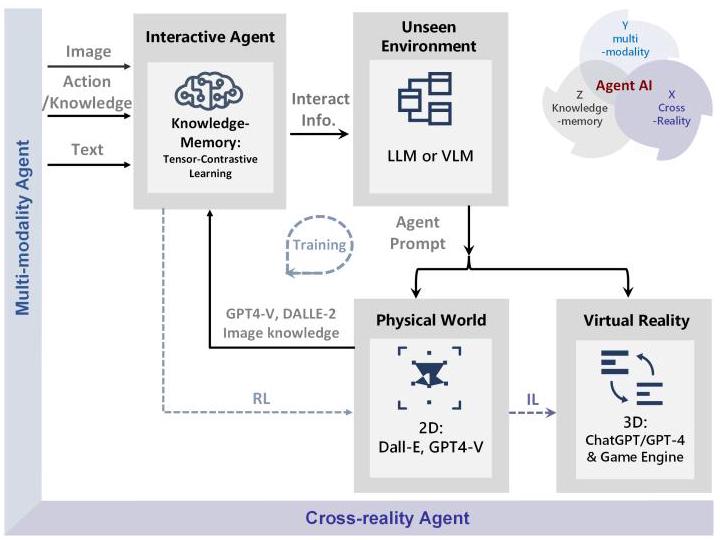 Multi-modality Agent
Image
Action
/Knowledge
Text
Interactive Agent
Knowledge-
Memory:
Tensor-Contrastive
Learning
Interact
Info.
Unseen
Environment
LLM or VLM
Y
multi
-modality
Agent AI
Z
Knowledge
-memory
X
Cross
-Reality
Agent
Prompt
Training
GPT4-V, DALLE-2
Image knowledge
RL
Physical World
2D:
Dall-E, GPT4-V
IL
Virtual Reality
3D:
ChatGPT/GPT-4
& Game Engine
Cross-reality Agent